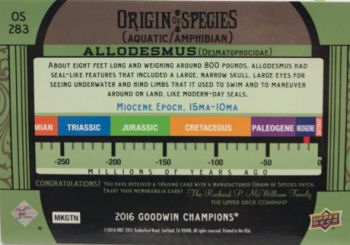 OS
283
ORIGIN OF SPECIES
(AQUATIC/AMPHIBIAN)
ALLODESMUS (DESMATOPHOCIDAE)
ABOUT EIGHT FEET LONG AND WEIGHING AROUND 800 POUNDS, ALLODESMUS HAD
SEAL-LIKE FEATURES THAT INCLUDED A LARGE, NARROW SKULL, LARGE EYES FOR
SEEING UNDERWATER AND HIND LIMBS THAT IT USED TO SWIM AND TO MANEUVER
AROUND ON LAND, LIKE MODERN-DAY SEALS.
MIOCENE EPOCH, 15MA-10MA
MIAN TRIASSIC JURASSIC CRETACEOUS PALEOGENE NEOGENE
-250 -200 -150 -100 -50 0
MILLIONS OF YEARS AGO
CONGRATULATIONS! YOU HAVE RECEIVED A TRADING CARD WITH A MANUFACTURED ORIGIN OF SPECIES PATCH.
ENJOY YOUR MEMORABILIA CARD! The Richard P. McWilliam Family
THE UPPER DECK COMPANY
MKGTN
2016 GOODWIN CHAMPIONS®
UPPER DECK